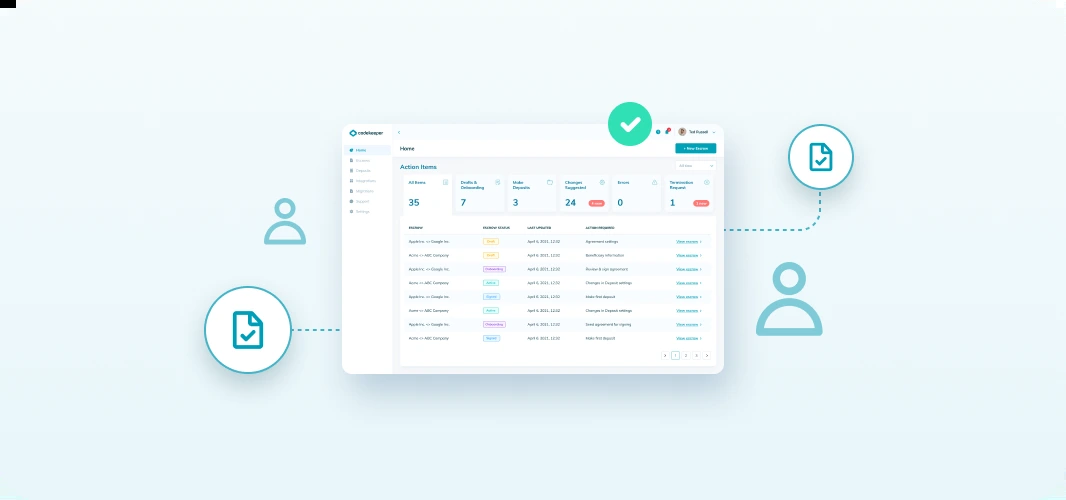 codekeeper
Ted Russell
Home
Home
+ New Escrow
Escrows
Deposits
Integrations
Migrations
Support
Settings
Action Items
All Items
35
Drafts &
Onboarding
7
Make
Deposits
3
Changes
Suggested
24
Errors
0
Termination
Request
1
ESCROW
ESCROW STATUS
LAST UPDATED
ACTION REQUIRED
Apple Inc. <> Google Inc.
April 6, 2021, 12:32
Agreement settings
View escrow >
Acme <> ABC Company
April 6, 2021, 12:32
Beneficiary information
View escrow >
Apple Inc. <> Google Inc.
Onboarding
April 6, 2021, 12:32
Review & sign agreement
View escrow >
Acme <> ABC Company
Active
April 6, 2021, 12:32
Changes in Deposit settings
View escrow >
Apple Inc. <> Google Inc.
Signed
April 6, 2021, 12:32
Make first deposit
View escrow >
Acme <> ABC Company
Active
April 6, 2021, 12:32
Changes in Deposit settings
View escrow >
Apple Inc. <> Google Inc.
Onboarding
April 6, 2021, 12:32
Send agreement for signing
View escrow >
Acme <> ABC Company
Signed
April 6, 2021, 12:32
Make first deposit
View escrow >